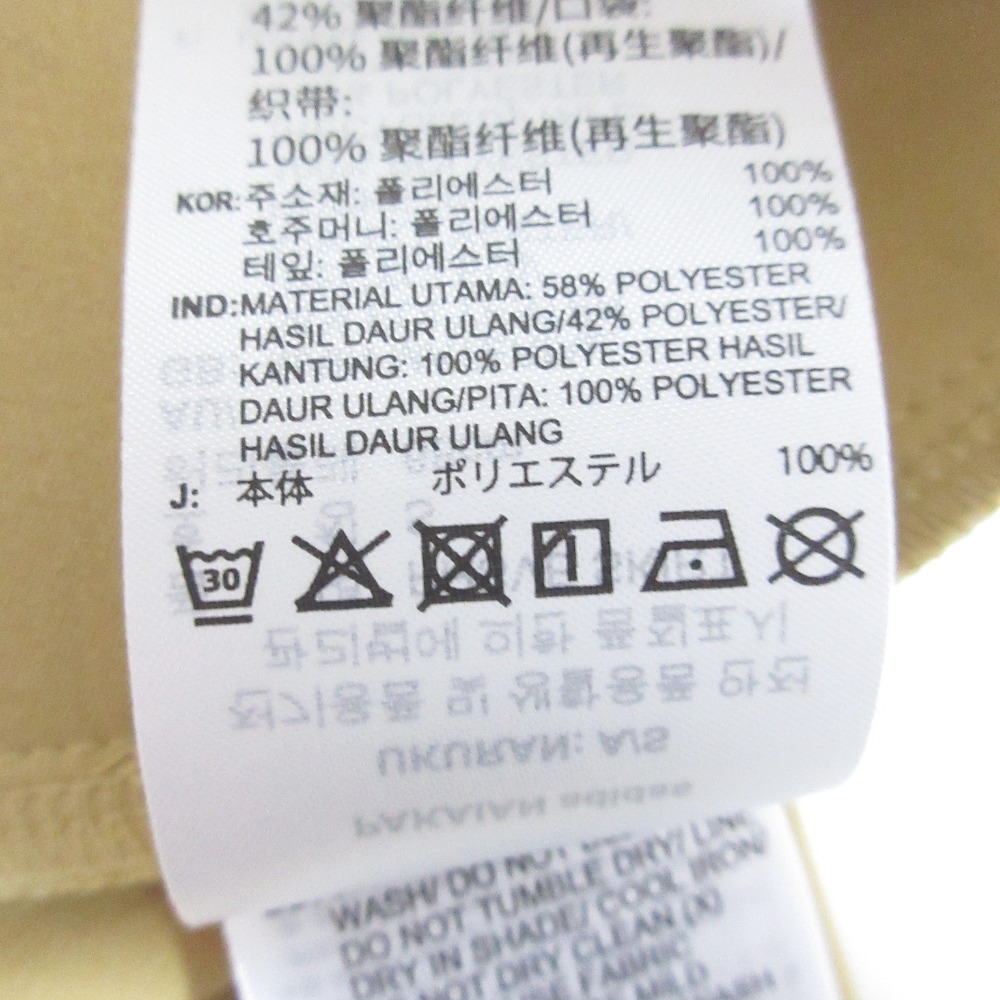 42% 聚酯纤维/口袋:
100% 聚酯纤维(再生聚酯)/
织带:
100% 聚酯纤维(再生聚酯)
KOR: 주소재: 폴리에스터 100%
호주머니: 폴리에스터 100%
테잎: 폴리에스터 100%
IND: MATERIAL UTAMA: 58% POLYESTER
HASIL DAUR ULANG/42% POLYESTER/
KANTUNG: 100% POLYESTER HASIL
DAUR ULANG/PITA: 100% POLYESTER
HASIL DAUR ULANG
J: 本体 ポリエステル 100%
30
UKURAN: A/S
PAKAIAN adidas
WASH/ DO NOT
DO NOT TUMBLE DRY/ LINE
DRY IN SHADE/ COOL IRON/
NOT DRY CLEAN (X)
FABRIC
MILD